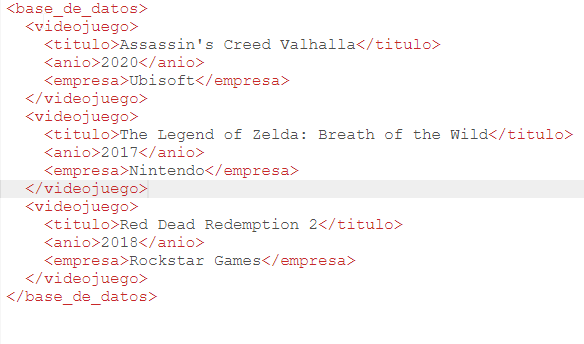 <base_de_datos>
<videojuego>
<titulo>Assassin's Creed Valhalla</titulo>
<anio>2020</anio>
<empresa>Ubisoft</empresa>
</videojuego>
<videojuego>
<titulo>The Legend of Zelda: Breath of the Wild</titulo>
<anio>2017</anio>
<empresa>Nintendo</empresa>
</videojuego>
<videojuego>
<titulo>Red Dead Redemption 2</titulo>
<anio>2018</anio>
<empresa>Rockstar Games</empresa>
</videojuego>
</base_de_datos>